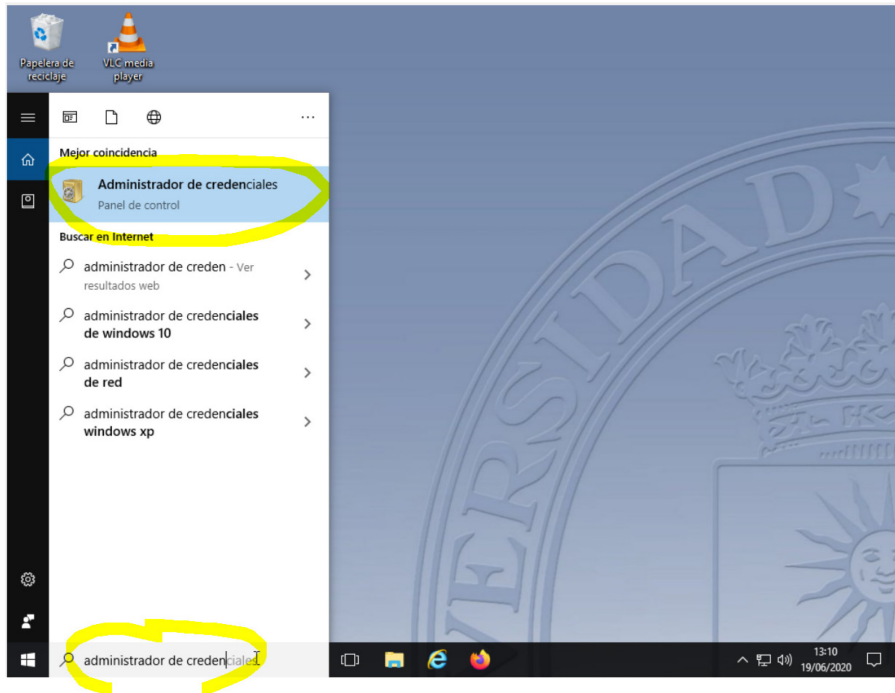 Papelera de
reciclaje
VLC media
player
Mejor coincidencia
Administrador de credenciales
Panel de control
Buscar en Internet
administrador de creden - Ver
resultados web
administrador de credenciales
de windows 10
administrador de credenciales
de red
administrador de credenciales
windows xp
UNIVERSIDAD
administrador de credenciales
13:10
19/06/2020